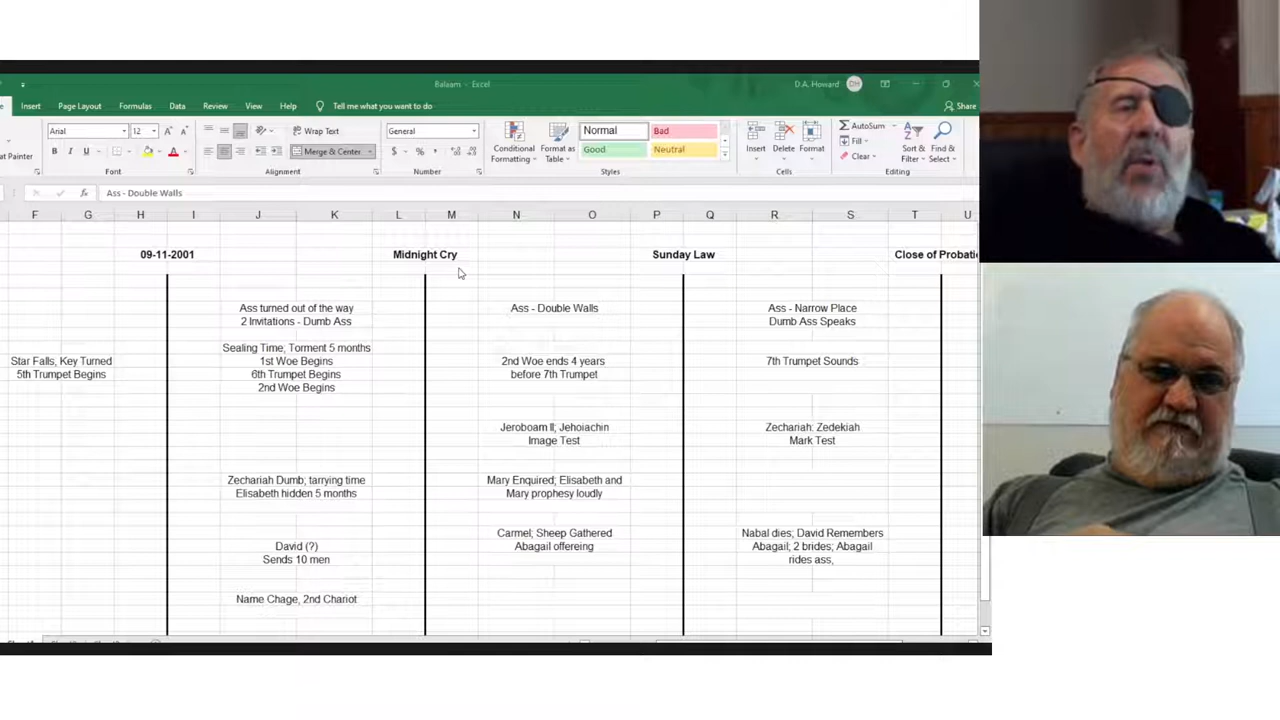 Balaam - Excel
D.A. Howard
DH
Insert
Page Layout
Formulas
Data
Review
View
Help
Tell me what you want to do
Share
at Painter
Arial
12
Wrap Text
Merge & Center
General
Conditional
Formatting
Format as
Table
Normal
Bad
Good
Neutral
Insert
Delete
Format
AutoSum
Fill
Clear
Sort &
Filter
Find &
Select
Font
Alignment
Number
Styles
Cells
Editing
fx
Ass - Double Walls
F G H I J K L M N O P Q R S T U
09-11-2001
Midnight Cry
Sunday Law
Close of Probati
Ass turned out of the way
2 Invitations - Dumb Ass
Ass - Double Walls
Ass - Narrow Place
Dumb Ass Speaks
Star Falls, Key Turned
5th Trumpet Begins
Sealing Time; Torment 5 months
1st Woe Begins
6th Trumpet Begins
2nd Woe Begins
2nd Woe ends 4 years
before 7th Trumpet
7th Trumpet Sounds
Jeroboam II; Jehoiachin
Image Test
Zechariah: Zedekiah
Mark Test
Zechariah Dumb; tarrying time
Elisabeth hidden 5 months
Mary Enquired; Elisabeth and
Mary prophesy loudly
David (?)
Sends 10 men
Carmel; Sheep Gathered
Abagail offereing
Nabal dies; David Remembers
Abagail; 2 brides; Abagail
rides ass,
Name Chage, 2nd Chariot